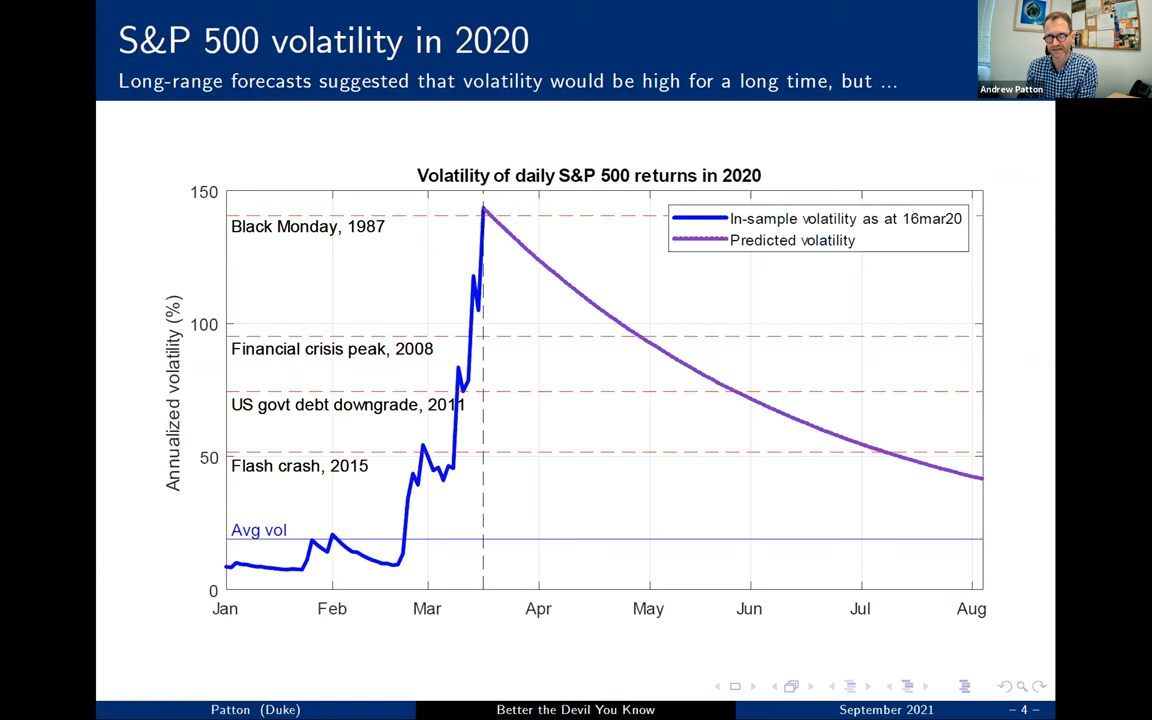 S&P 500 volatility in 2020
Long-range forecasts suggested that volatility would be high for a long time, but ...
Andrew Patton
Volatility of daily S&P 500 returns in 2020
Annualized volatility (%)
150
100
50
0
Black Monday, 1987
Financial crisis peak, 2008
US govt debt downgrade, 2011
Flash crash, 2015
Avg vol
In-sample volatility as at 16mar20
Predicted volatility
Jan Feb Mar Apr May Jun Jul Aug
Patton (Duke) Better the Devil You Know September 2021 – 4 –